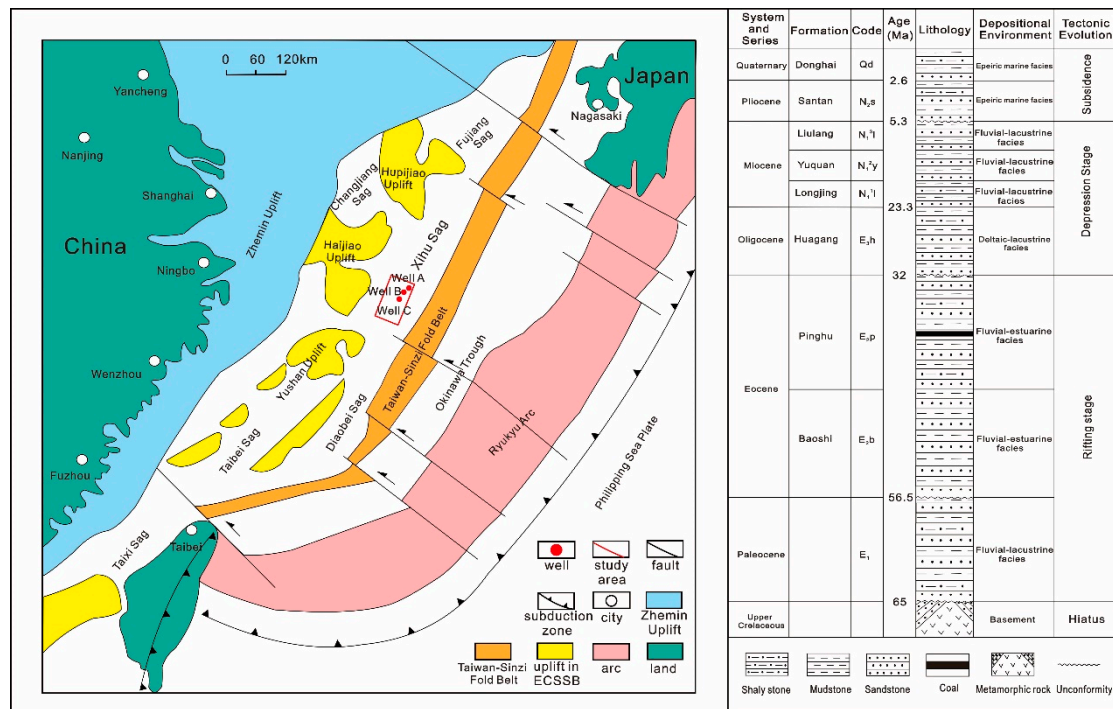 0 60 120km
Yancheng
Nanjing
Shanghai
China
Ningbo
Wenzhou
Fuzhou
Zhemin Uplift
Japan
Nagasaki
Fujiang Sag
Hupijiao
Uplift
Changjiang Sag
Haijiao
Uplift
Xihu Sag
Well A
Well B
Well C
Yushan Uplift
Taibei Sag
Diaobei Sag
Taiwan-Sinzi Fold Belt
Okinawa Trough
Ryukyu Arc
Philipping Sea Plate
Taixi Sag
Taibei
well
study
area
fault
subduction
zone
city
Zhemin
Uplift
Taiwan-Sinzi
Fold Belt
uplift in
ECSSB
arc
land
System and Series Formation Code Age (Ma) Lithology Depositional Environment Tectonic Evolution
Quaternary Donghai Qd Epeiric marine facies
2.6
Pliocene Santan N₂s Epeiric marine facies
Subsidence
5.3
Liulang N₁³l Fluvial-lacustrine facies
Miocene Yuquan N₁²y Fluvial-lacustrine facies
Longjing N₁¹l Fluvial-lacustrine facies
Depression Stage
23.3
Oligocene Huagang E₃h Deltaic-lacustrine facies
32
Pinghu E₂p Fluvial-estuarine facies
Eocene
Baoshi E₂b Fluvial-estuarine facies
Rifting stage
56.5
Paleocene E₁ Fluvial-lacustrine facies
65
Upper Crelaceous Basement Hiatus
Shaly stone Mudstone Sandstone Coal Metamorphic rock Unconformity